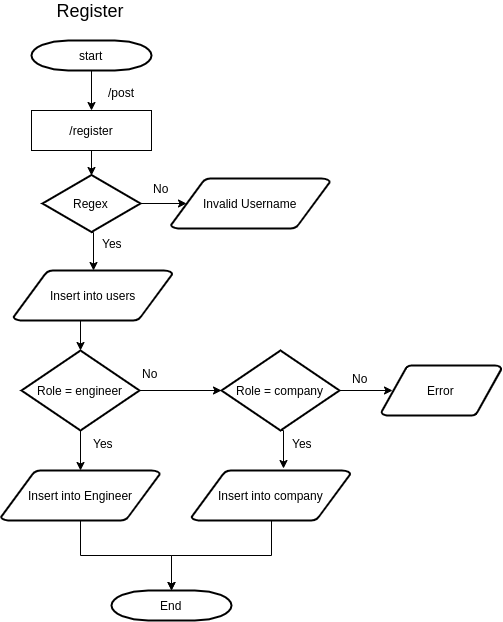 Register
start
/post
/register
No
Regex
Invalid Username
Yes
Insert into users
No
No
Role = engineer
Role = company
Error
Yes
Yes
Insert into Engineer
Insert into company
End